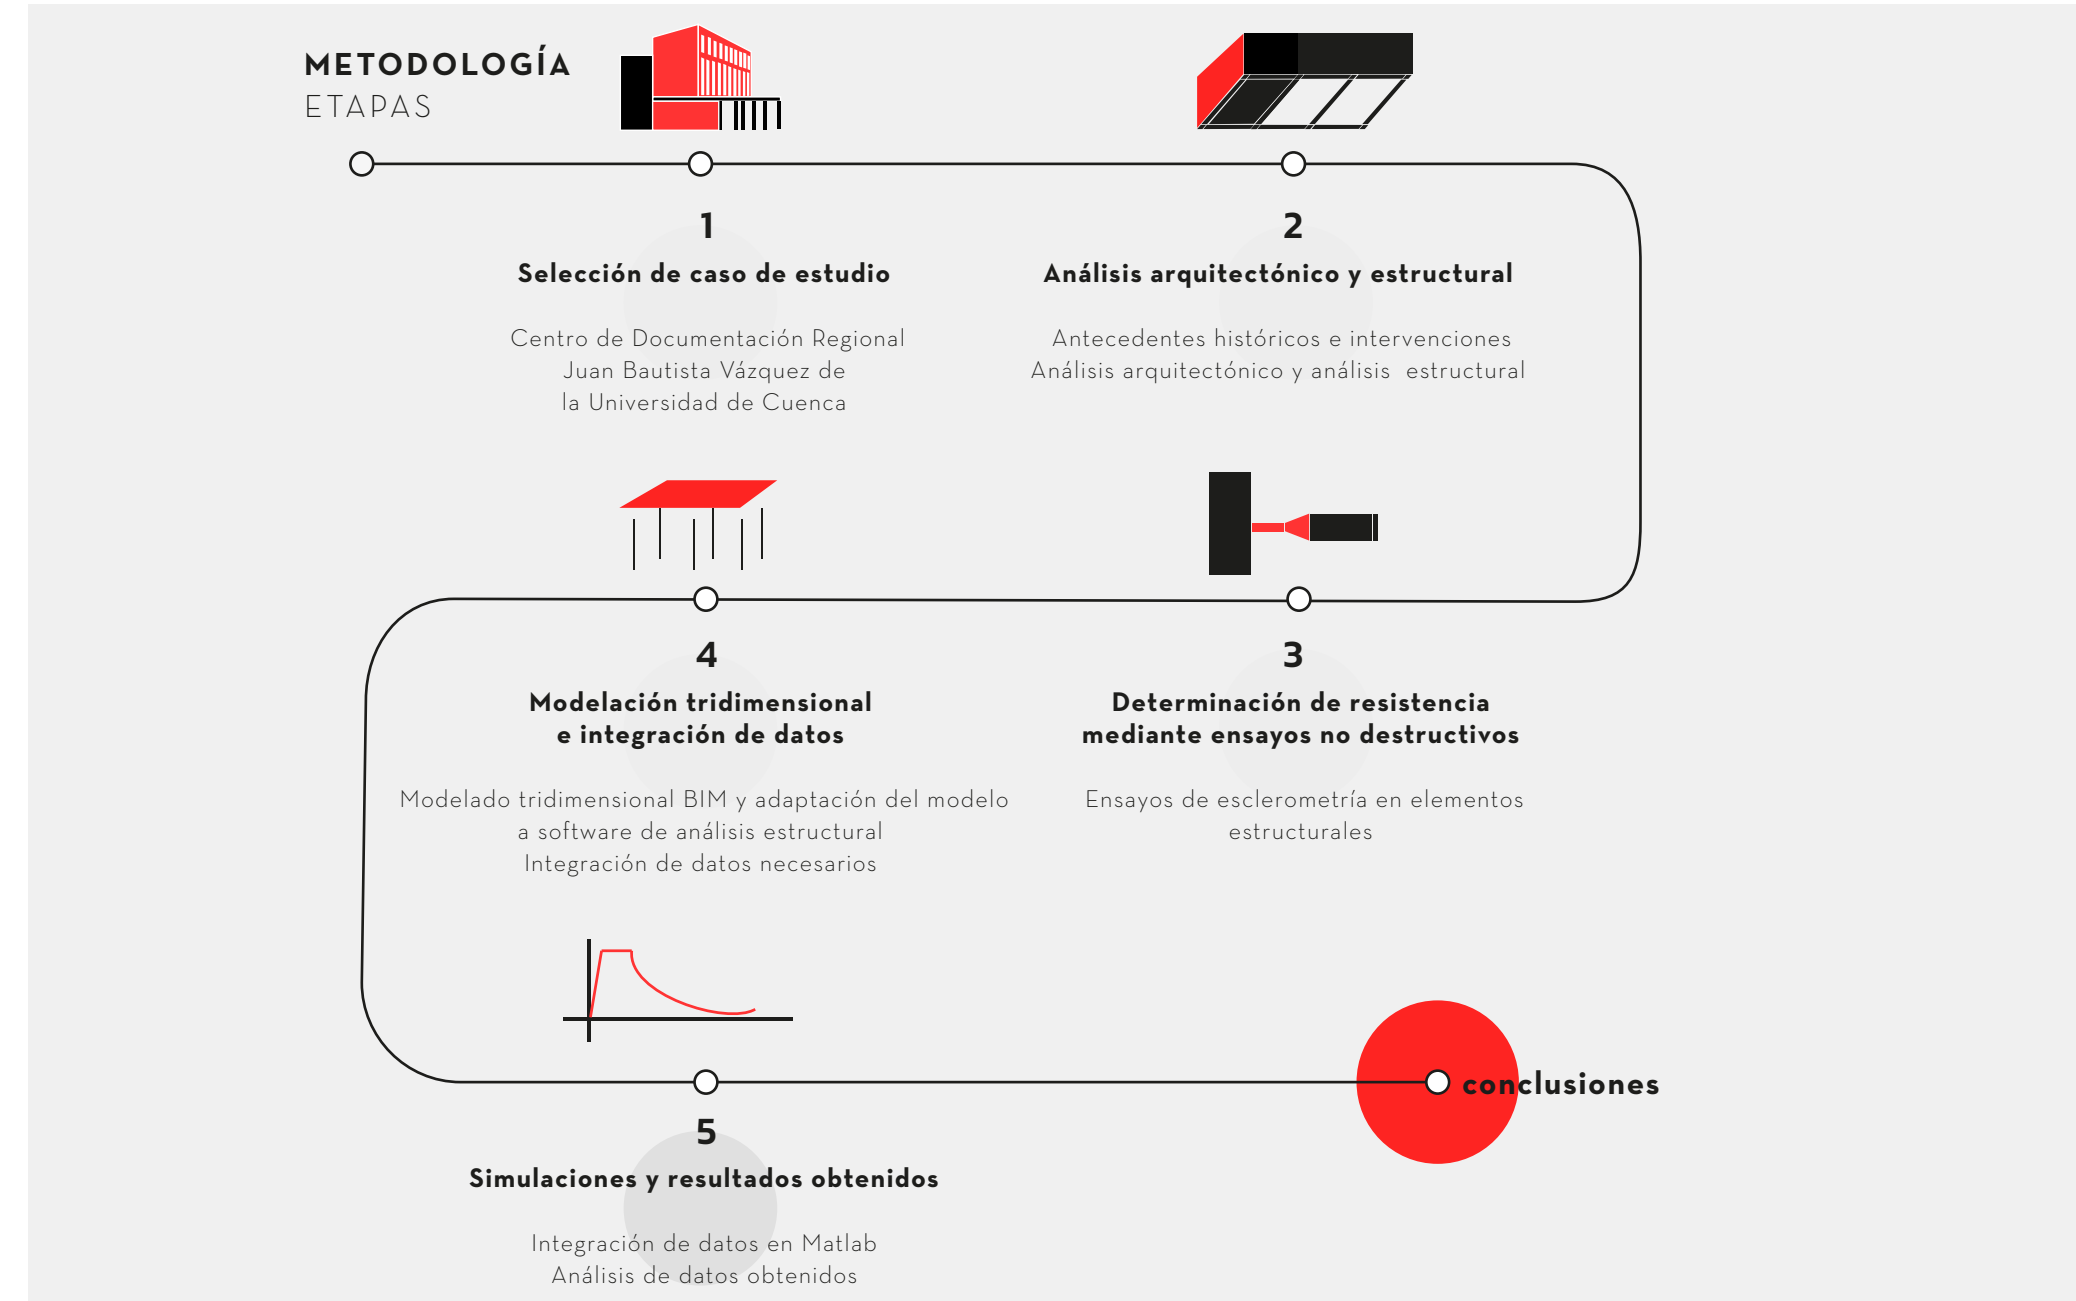 METODOLOGÍA
ETAPAS
1
Selección de caso de estudio
Centro de Documentación Regional
Juan Bautista Vázquez de
la Universidad de Cuenca
2
Análisis arquitectónico y estructural
Antecedentes históricos e intervenciones
Análisis arquitectónico y análisis estructural
3
Determinación de resistencia
mediante ensayos no destructivos
Ensayos de esclerometría en elementos
estructurales
4
Modelación tridimensional
e integración de datos
Modelado tridimensional BIM y adaptación del modelo
a software de análisis estructural
Integración de datos necesarios
5
Simulaciones y resultados obtenidos
Integración de datos en Matlab
Análisis de datos obtenidos
conclusiones